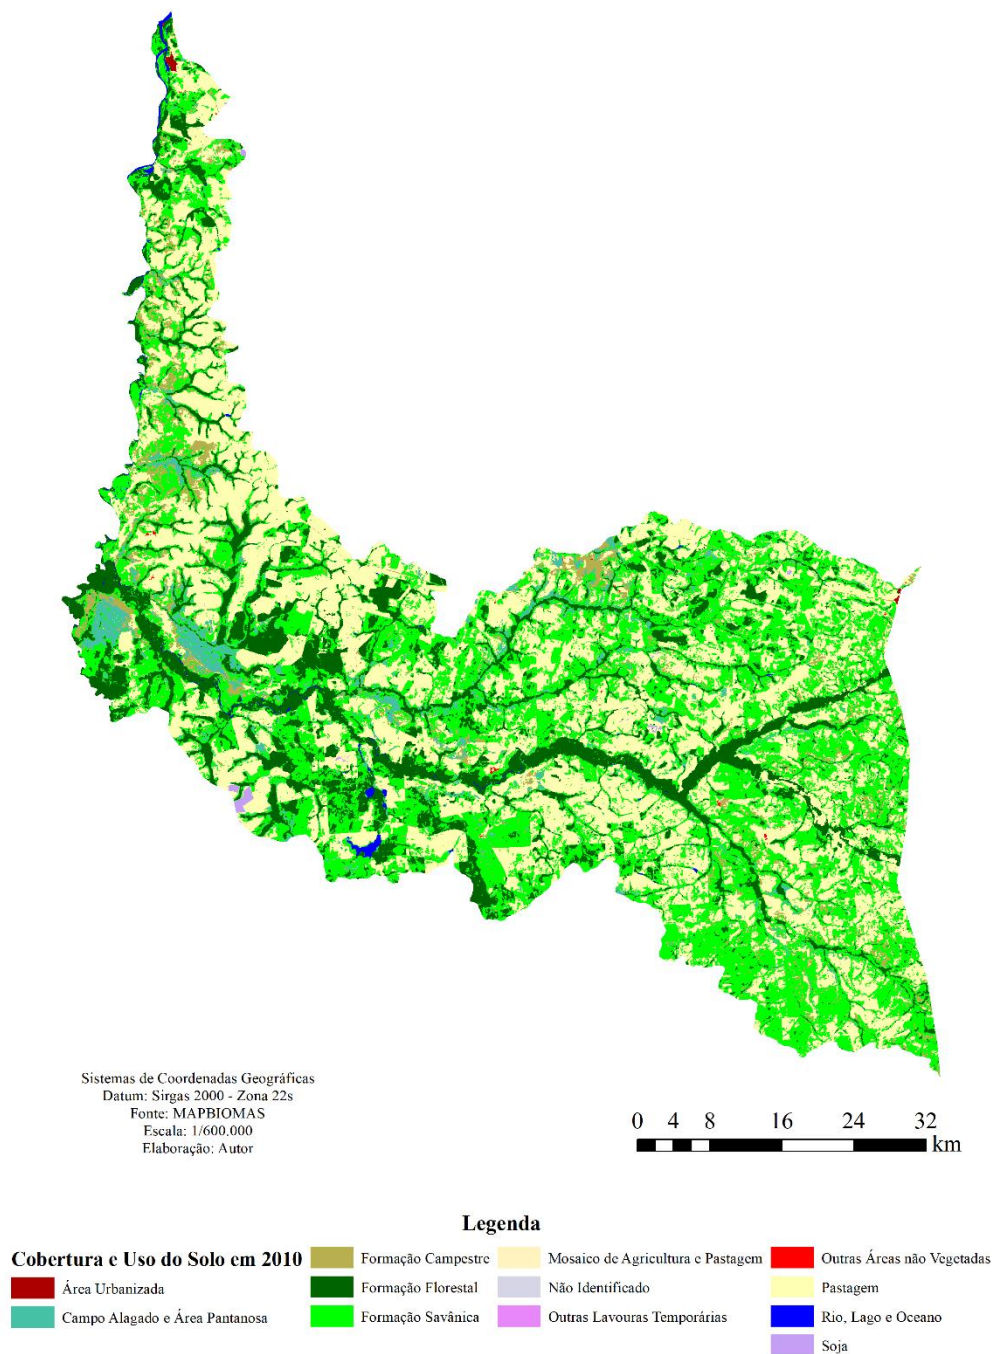 Sistemas de Coordenadas Geográficas
Datum: Sirgas 2000 - Zona 22s
Fonte: MAPBIOMAS
Escala: 1/600.000
Elaboração: Autor
0 4 8 16 24 32
km
Legenda
Cobertura e Uso do Solo em 2010
Área Urbanizada
Campo Alagado e Área Pantanosa
Formação Campestre
Formação Florestal
Formação Savânica
Mosaico de Agricultura e Pastagem
Não Identificado
Outras Lavouras Temporárias
Outras Áreas não Vegetadas
Pastagem
Rio, Lago e Oceano
Soja